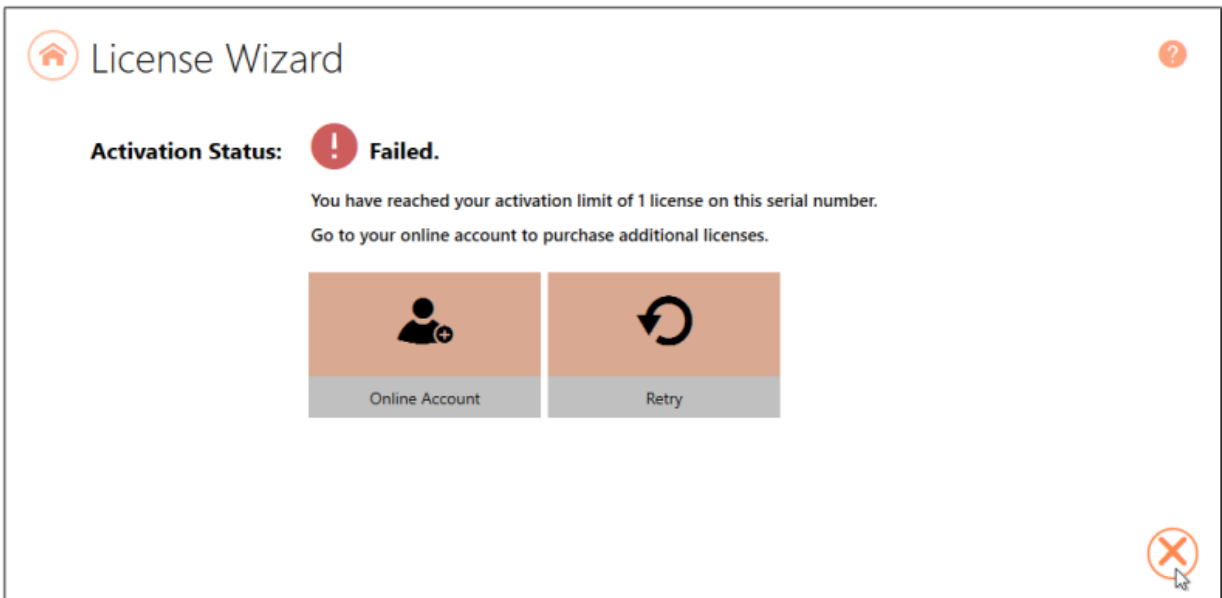 License Wizard
?
Activation Status:
! Failed.
You have reached your activation limit of 1 license on this serial number.
Go to your online account to purchase additional licenses.
Online Account
Retry